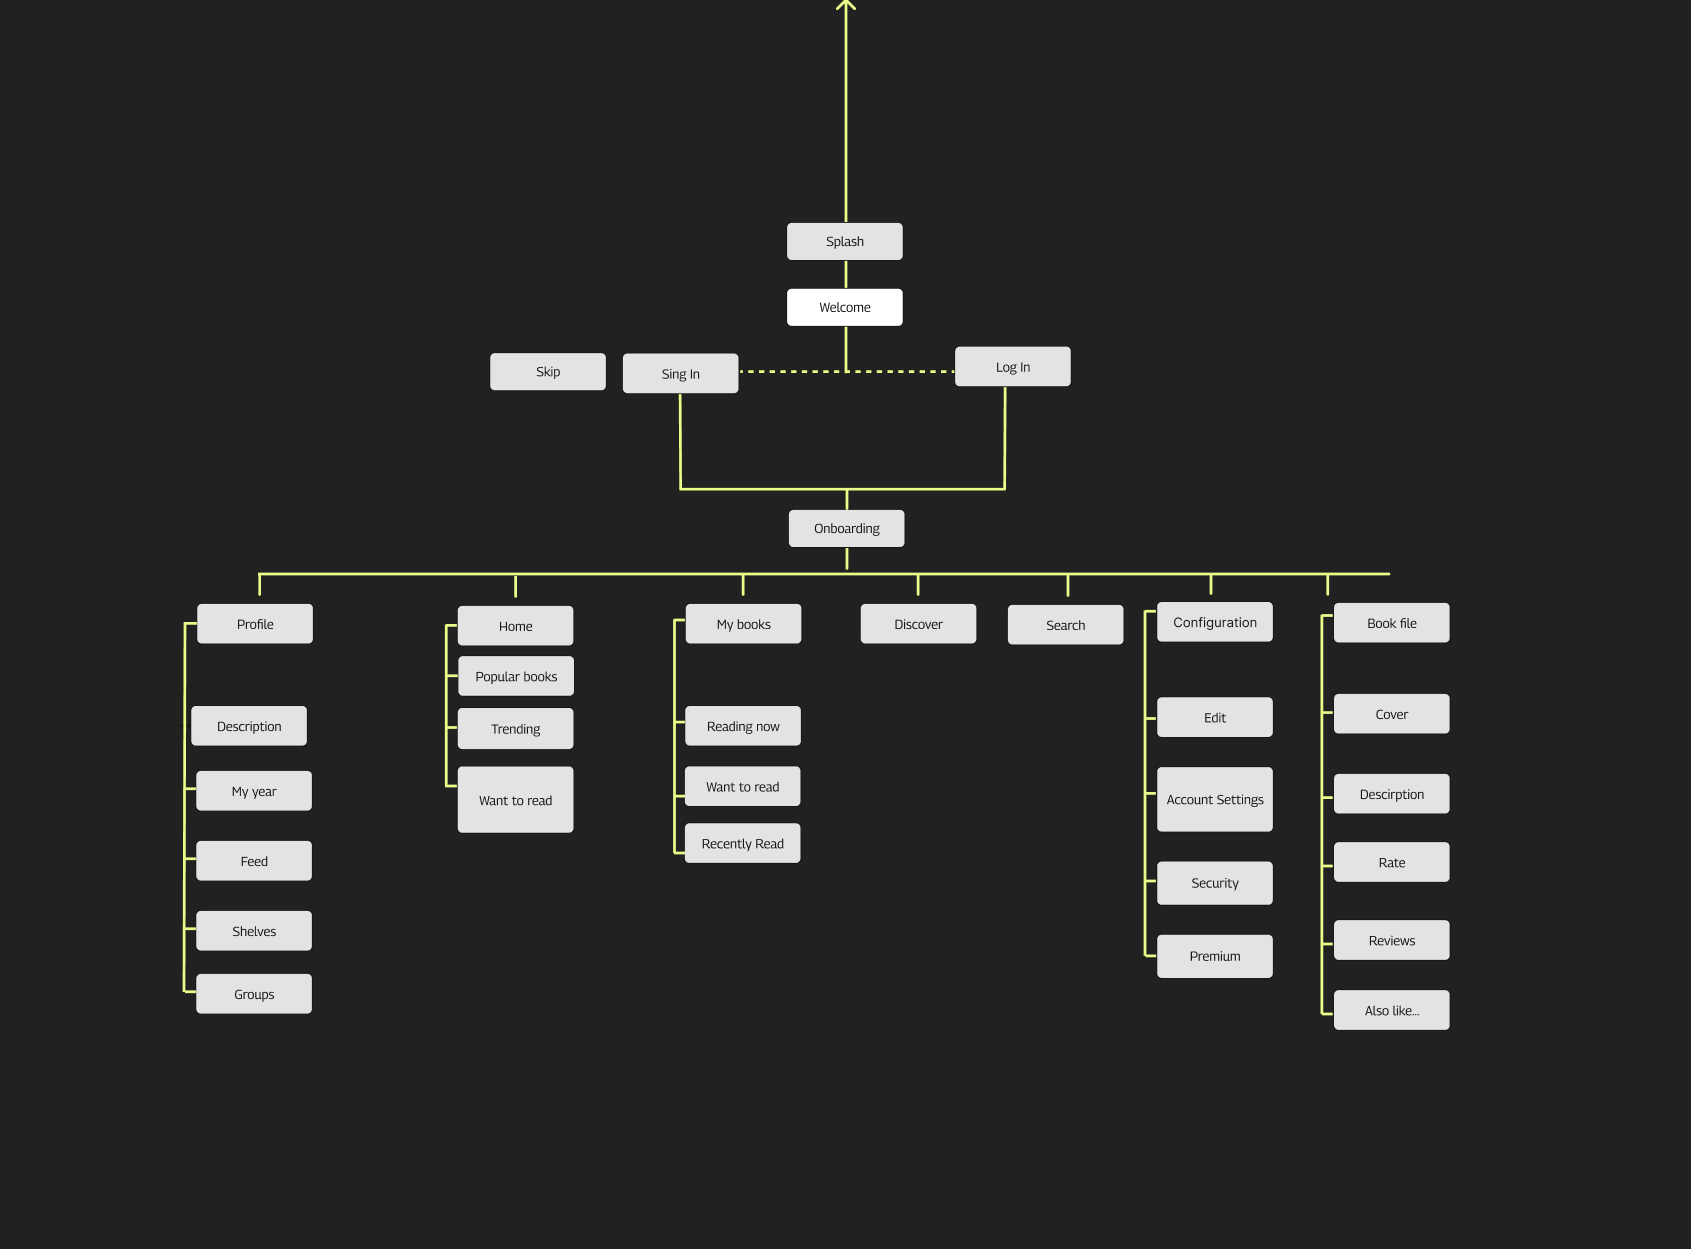 Splash
Welcome
Skip
Sing In
Log In
Onboarding
Profile
Description
My year
Feed
Shelves
Groups
Home
Popular books
Trending
Want to read
My books
Reading now
Want to read
Recently Read
Discover
Search
Configuration
Edit
Account Settings
Security
Premium
Book file
Cover
Descirption
Rate
Reviews
Also like...